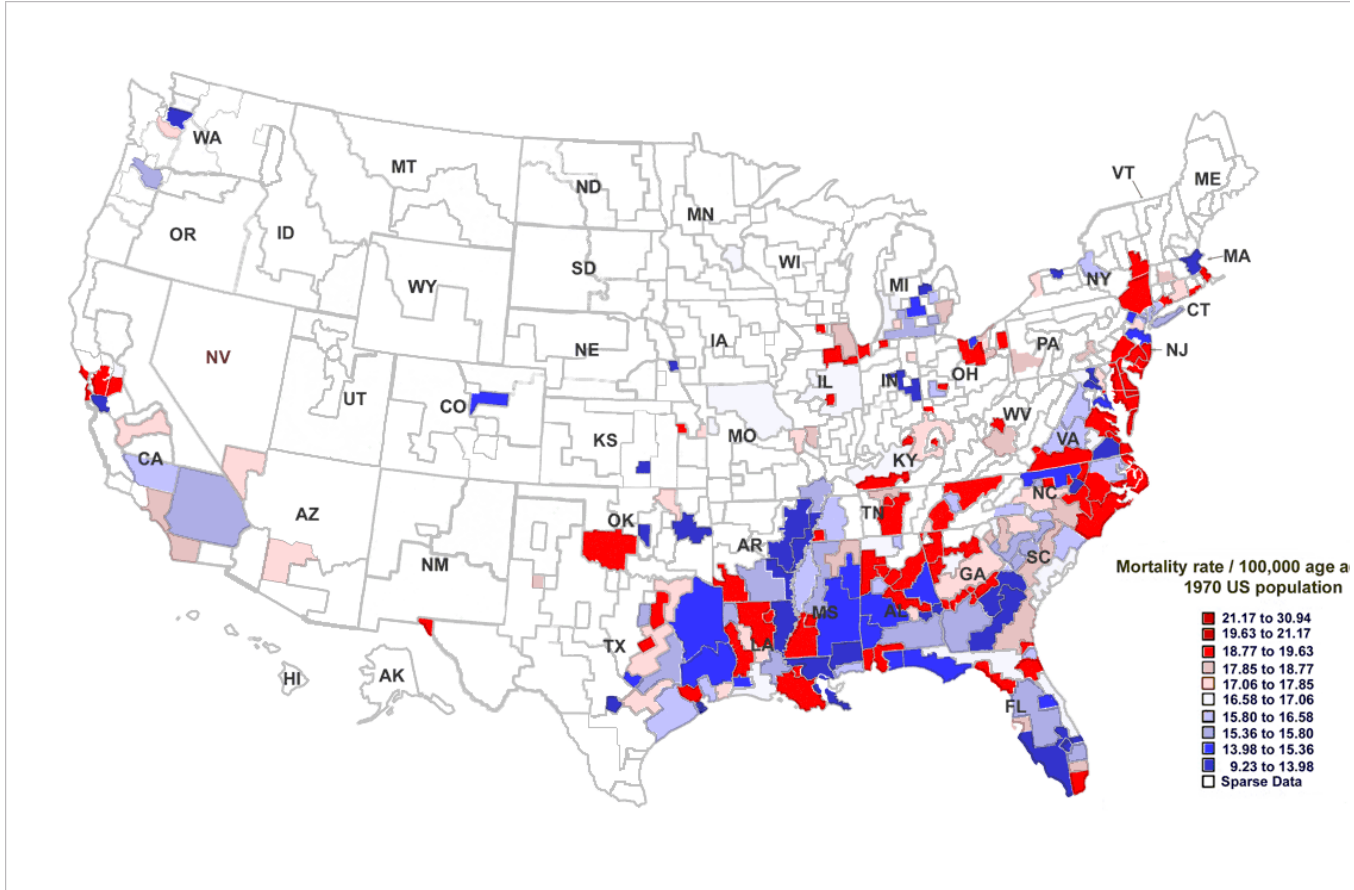 WA
MT
ND
MN
VT
ME
OR
ID
SD
WI
MI
NY
MA
WY
CT
NV
NE
IA
PA
NJ
UT
CO
IL
IN
OH
KS
MO
WV
VA
CA
KY
AZ
OK
TN
NC
NM
AR
SC
GA
MS
AL
TX
LA
HI
AK
FL
Mortality rate / 100,000 age a
1970 US population
21.17 to 30.94
19.63 to 21.17
18.77 to 19.63
17.85 to 18.77
17.06 to 17.85
16.58 to 17.06
15.80 to 16.58
15.36 to 15.80
13.98 to 15.36
9.23 to 13.98
Sparse Data